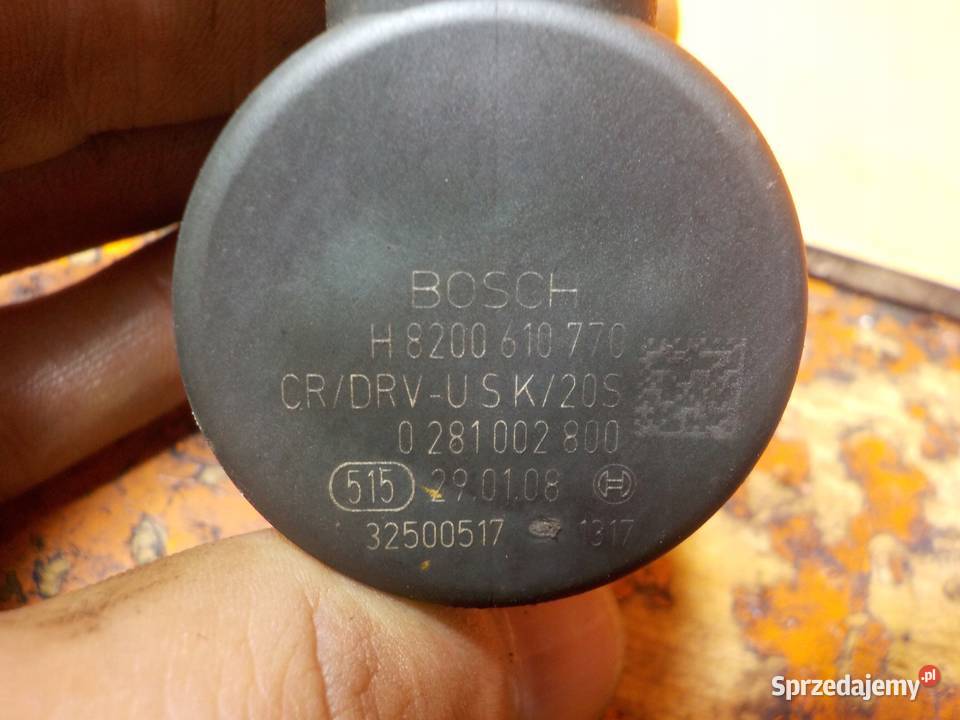 BOSCH
H 8200 610 770
CR/DRV-U S K/20S
0 281 002 800
515 29.01.08 H
32500517 1317
Sprzedajemy.pl